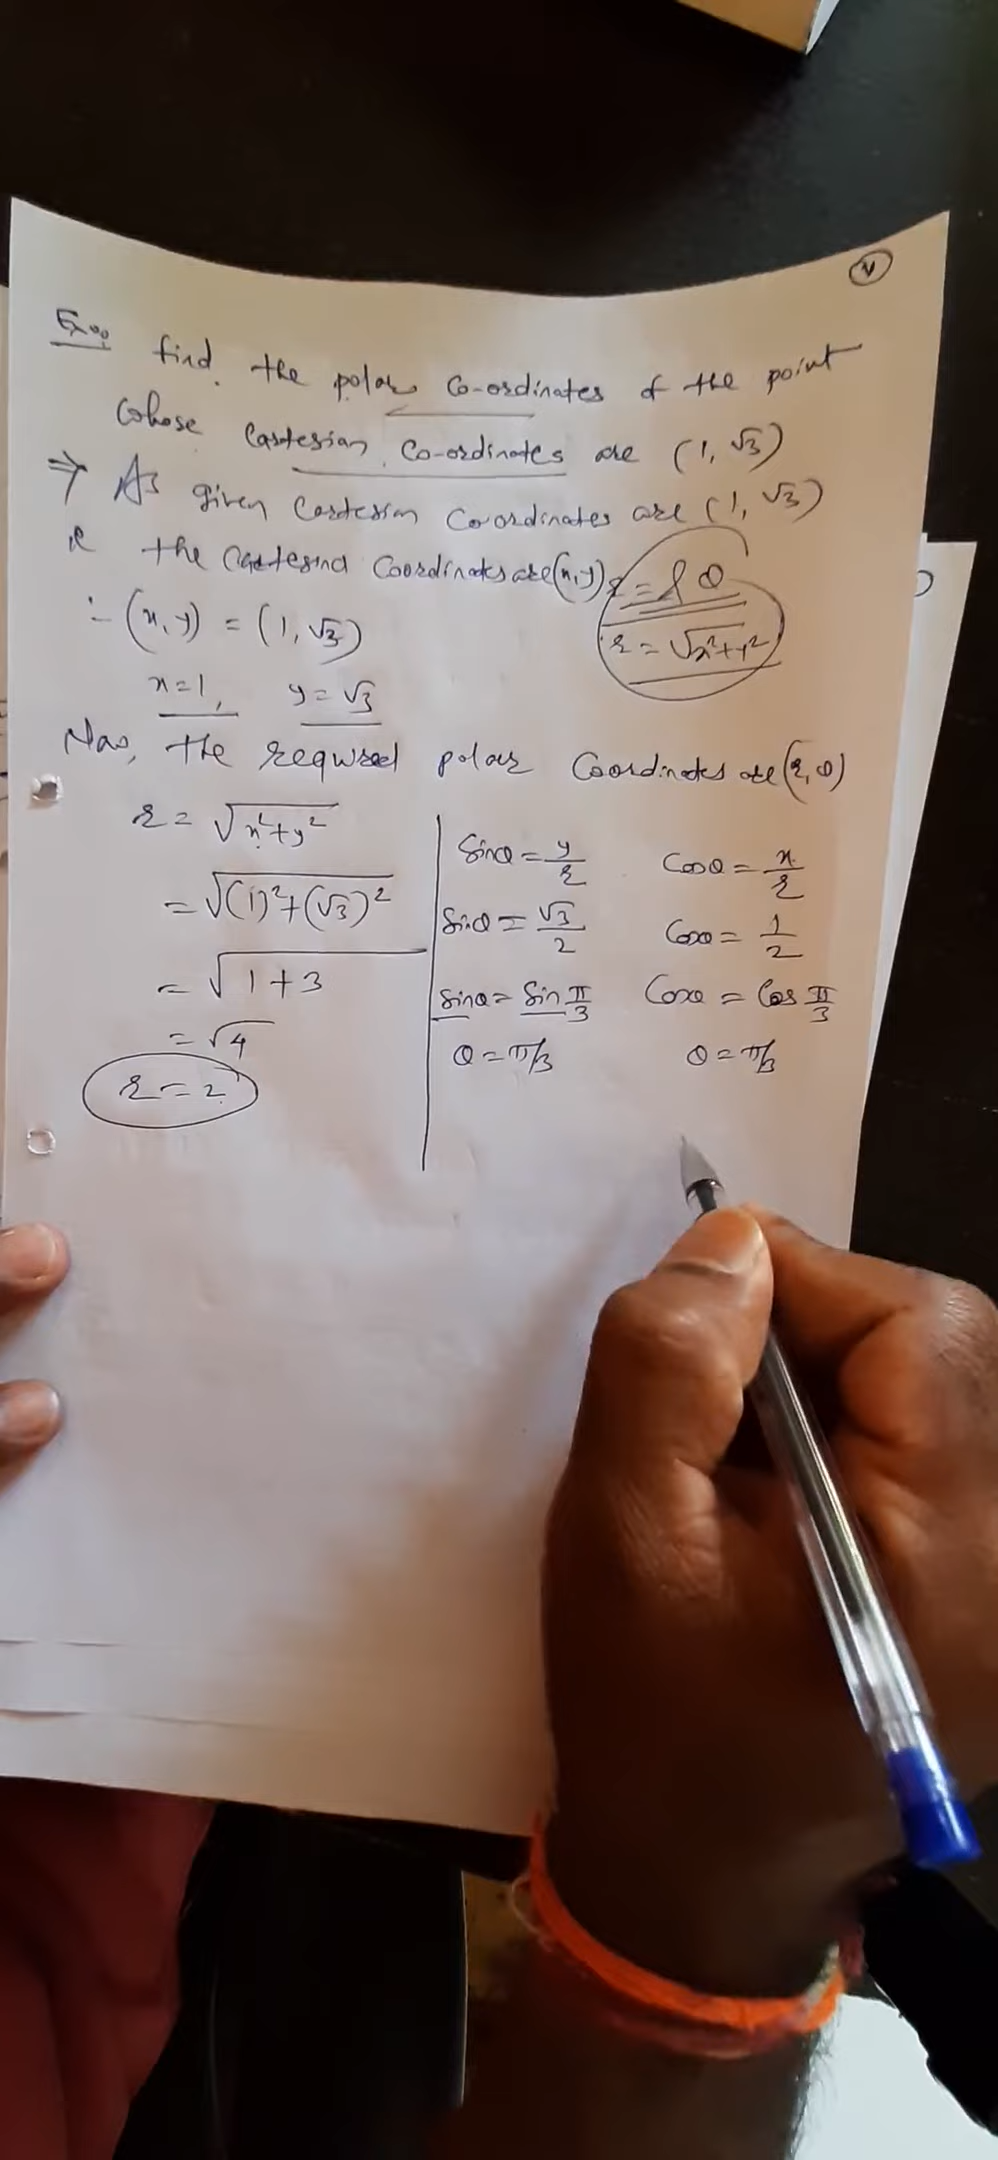 Ex:
find the polar Co-ordinates of the point
whose Cartesian Co-ordinates are (1, √3)
⇒ As given Cartesian Co-ordinates are (1, √3)
ie the Coordinates are (x, y)
∴ (x, y) = (1, √3)
x = 1, y = √3
r = √x²+y²
Now, the required polar Coordinates are (r, θ)
r = √x²+y²
= √(1)²+(√3)²
= √1+3
= √4
r = 2
Sinθ = y/r Cosθ = x/r
Sinθ = √3/2 Cosθ = 1/2
Sinθ = Sin π/3 Cosθ = Cos π/3
θ = π/3 θ = π/3